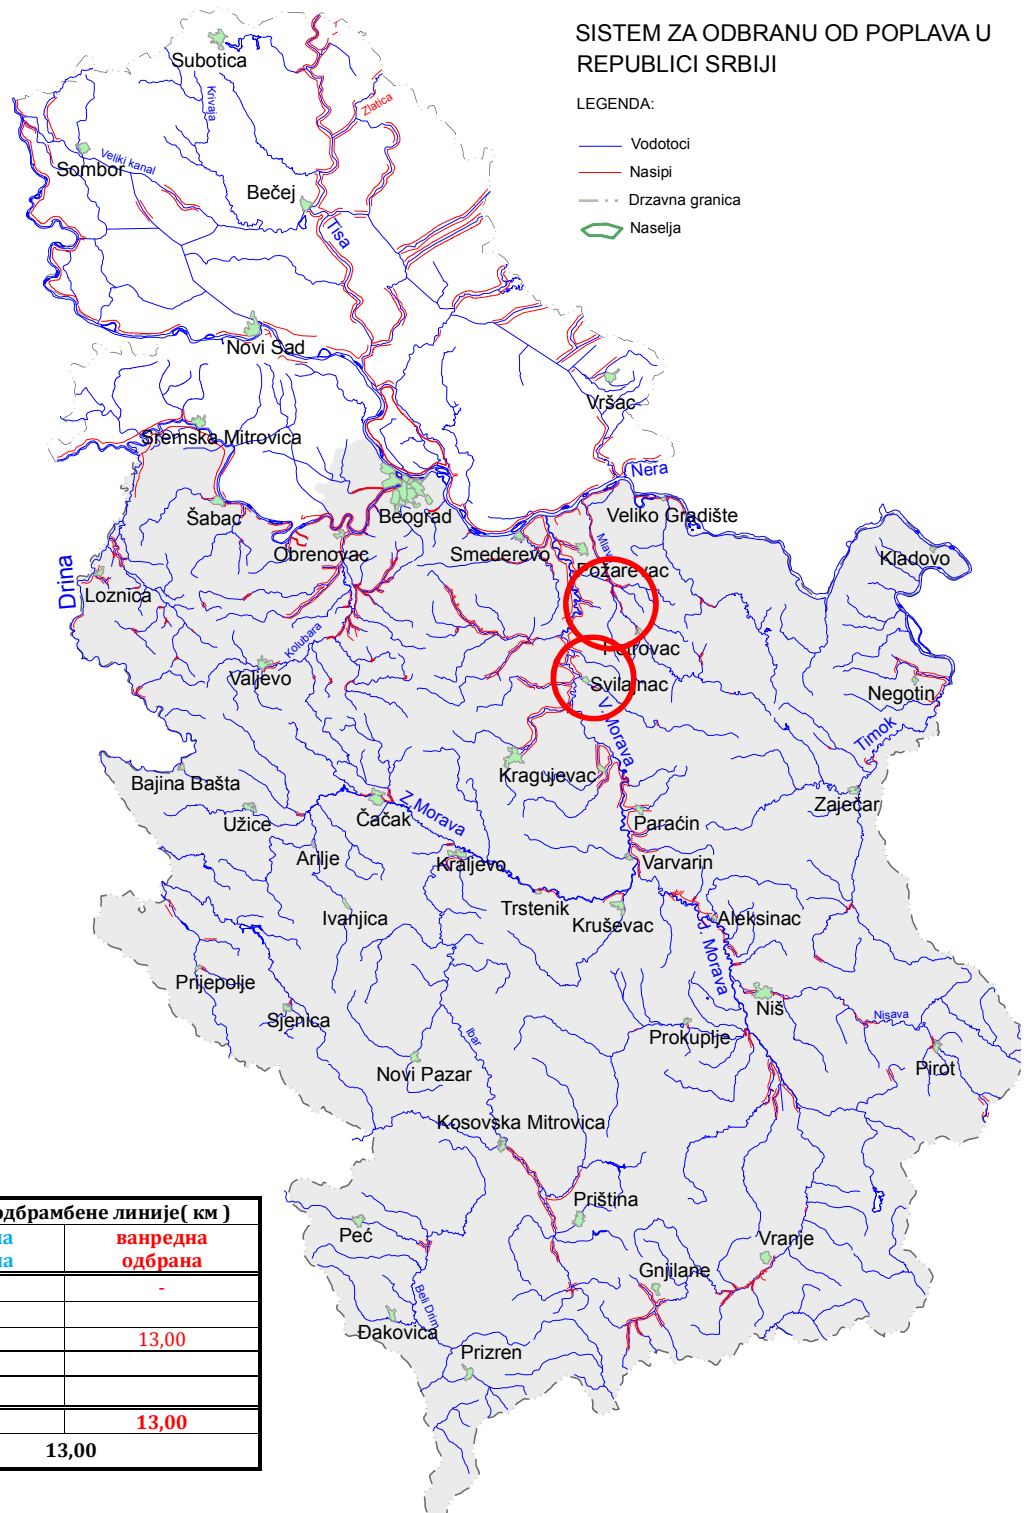 SISTEM ZA ODBRANU OD POPLAVA U
REPUBLICI SRBIJI
LEGENDA:
Vodotoci
Nasipi
Drzavna granica
Naselja
Subotica
Krivaja
Zlatica
Sombor
Veliki kanal
Bečej
Tisa
Novi Sad
Vršac
Sremska Mitrovica
Nera
Šabac
Beograd
Veliko Gradište
Obrenovac
Smederevo
Mlava
Požarevac
Kladovo
Drina
Loznica
Kolubara
Petrovac
Valjevo
Svilajnac
Negotin
V. Morava
Timok
Bajina Bašta
Kragujevac
Zaječar
Užice
Čačak
Z. Morava
Paraćin
Arilje
Kraljevo
Varvarin
Ivanjica
Trstenik
Kruševac
Aleksinac
J. Morava
Prijepolje
Sjenica
Niš
Nisava
Ibar
Prokuplje
Pirot
Novi Pazar
Kosovska Mitrovica
Priština
Peć
Vranje
Gnjilane
Beli Drim
Đakovica
Prizren
одбрамбене линије( км )
на ванредна
на одбрана
-
13,00
13,00
13,00